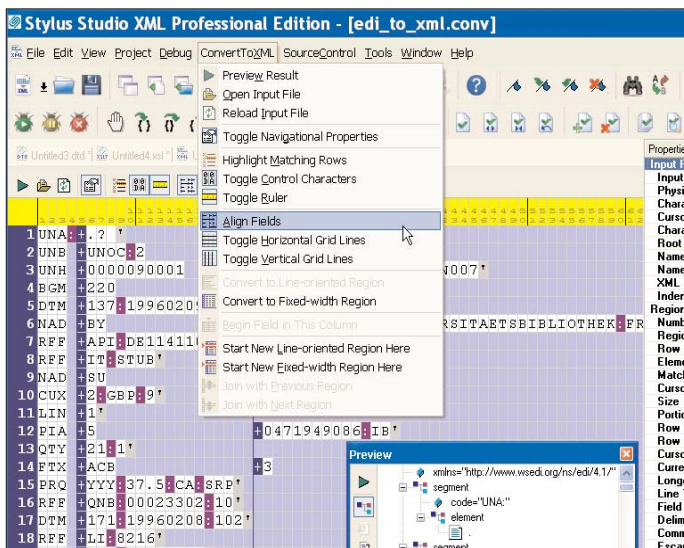 Stylus Studio XML Professional Edition - [edi_to_xml.conv]
File Edit View Project Debug ConvertToXML SourceControl Tools Window Help
Preview Result
Open Input File
Reload Input File
Toggle Navigational Properties
Highlight Matching Rows
Toggle Control Characters
Toggle Ruler
Align Fields
Toggle Horizontal Grid Lines
Toggle Vertical Grid Lines
Convert to Line-oriented Region
Convert to Fixed-width Region
Begin Field in This Column
Start New Line-oriented Region Here
Start New Fixed-width Region Here
Join with Previous Region
Join with Next Region
Untitled3.dtd * Untitled4.xsl *
1 UNA:+.? '
2 UNB +UNOC:2
3 UNH +0000090001 N007'
4 BGM +220
5 DTM +137:1996020
6 NAD +BY RSITAETSBIBLIOTHEK:FR
7 RFF +API:DE11411
8 RFF +IT:STUB'
9 NAD +SU
10 CUX +2:GBP:9'
11 LIN +1'
12 PIA +5 +0471949086:IB'
13 QTY +21:1'
14 FTX +ACB +3
15 PRQ +YYY:37.5:CA:SRP'
16 RFF +QNB:00023302:10'
17 DTM +171:19960208:102'
18 RFF +LI:8216'
Preview
xmlns="http://www.wsedi.org/ns/edi/4.1/"
segment
code="UNA:"
element
.
segment
Propertie
Input F
Input
Physi
Chara
Curso
Chara
Root
Name
Name
XML
Inden
Region
Numb
Regio
Row
Eleme
Match
Curso
Size
Portio
Row
Row
Curso
Curre
Longe
Line
Field
Delim
Comm
Escap